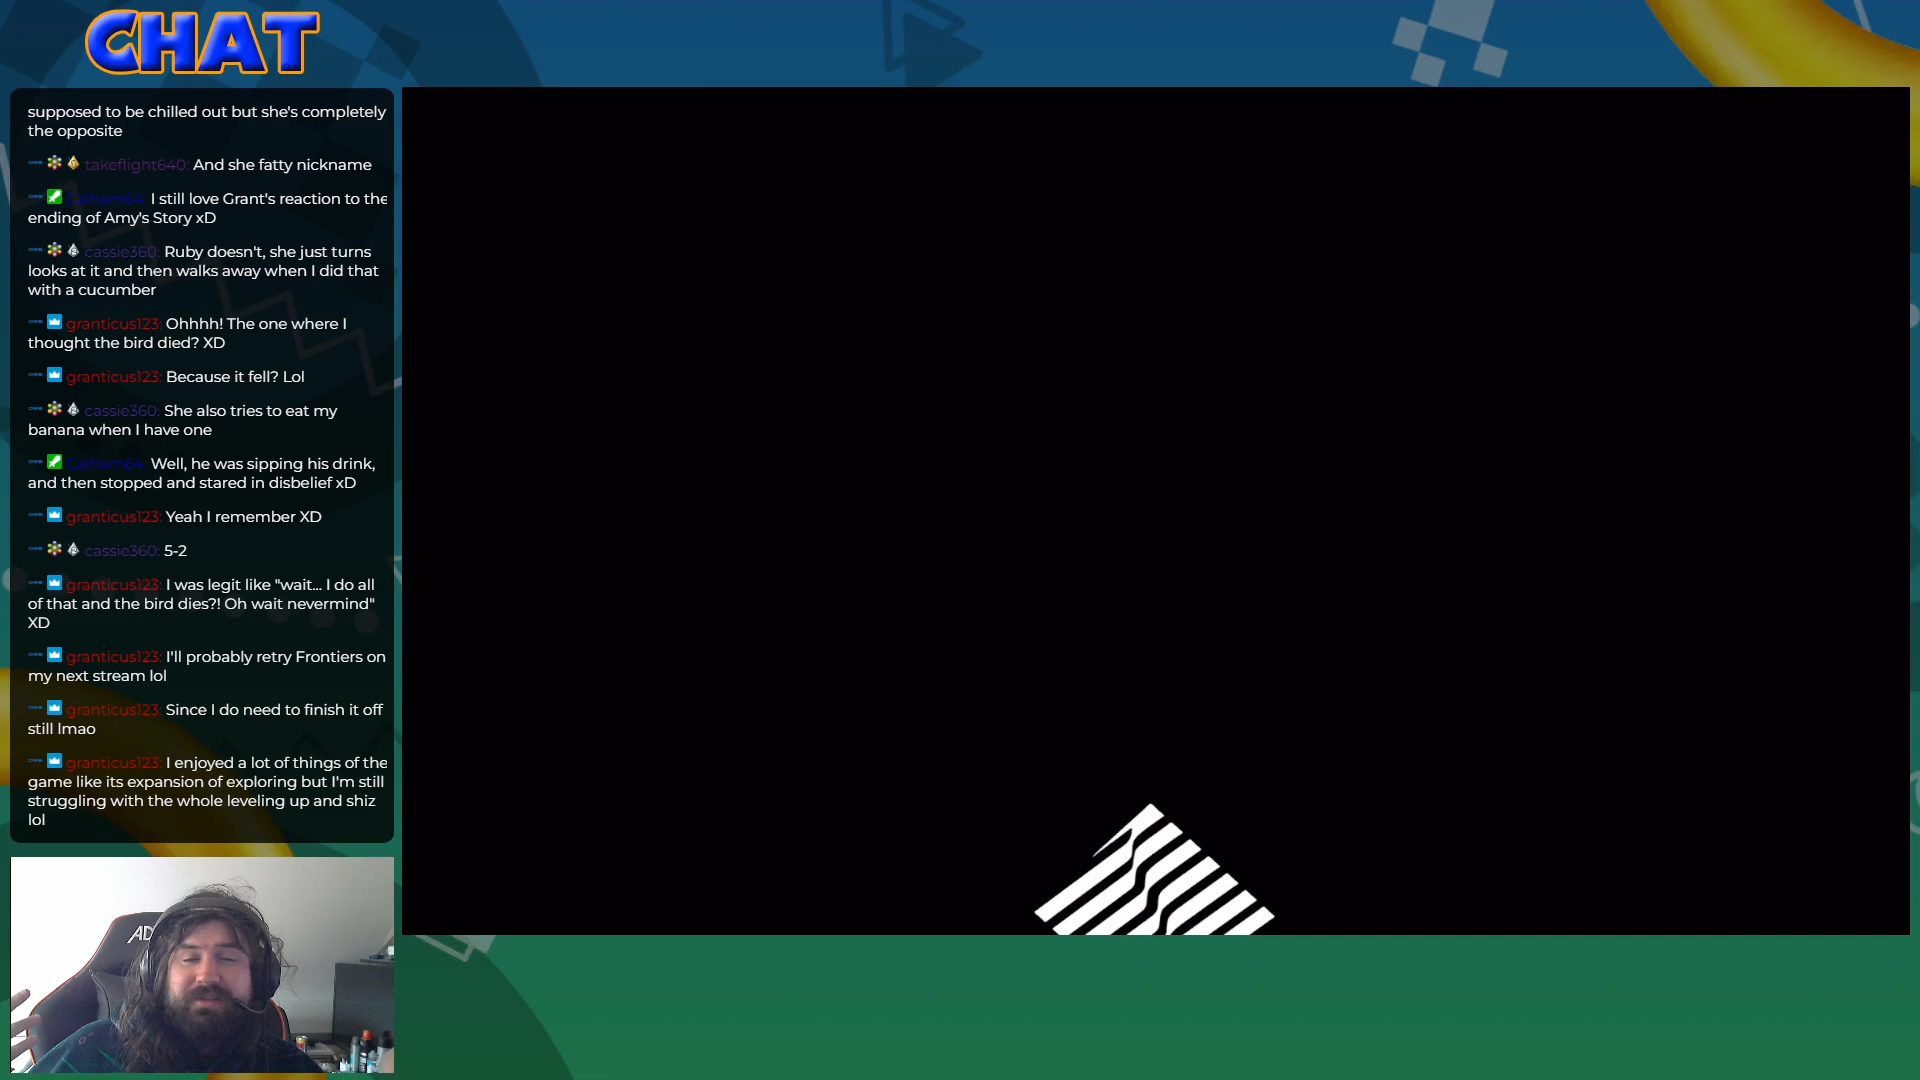 CHAT
supposed to be chilled out but she's completely
the opposite
takeflight640: And she fatty nickname
Calham64: I still love Grant's reaction to the
ending of Amy's Story xD
cassie360: Ruby doesn't, she just turns
looks at it and then walks away when I did that
with a cucumber
granticus123: Ohhhh! The one where I
thought the bird died? XD
granticus123: Because it fell? Lol
cassie360: She also tries to eat my
banana when I have one
Calham64: Well, he was sipping his drink,
and then stopped and stared in disbelief xD
granticus123: Yeah I remember XD
cassie360: 5-2
granticus123: I was legit like "wait... I do all
of that and the bird dies?! Oh wait nevermind"
XD
granticus123: I'll probably retry Frontiers on
my next stream lol
granticus123: Since I do need to finish it off
still lmao
granticus123: I enjoyed a lot of things of the
game like its expansion of exploring but I'm still
struggling with the whole leveling up and shiz
lol
AD